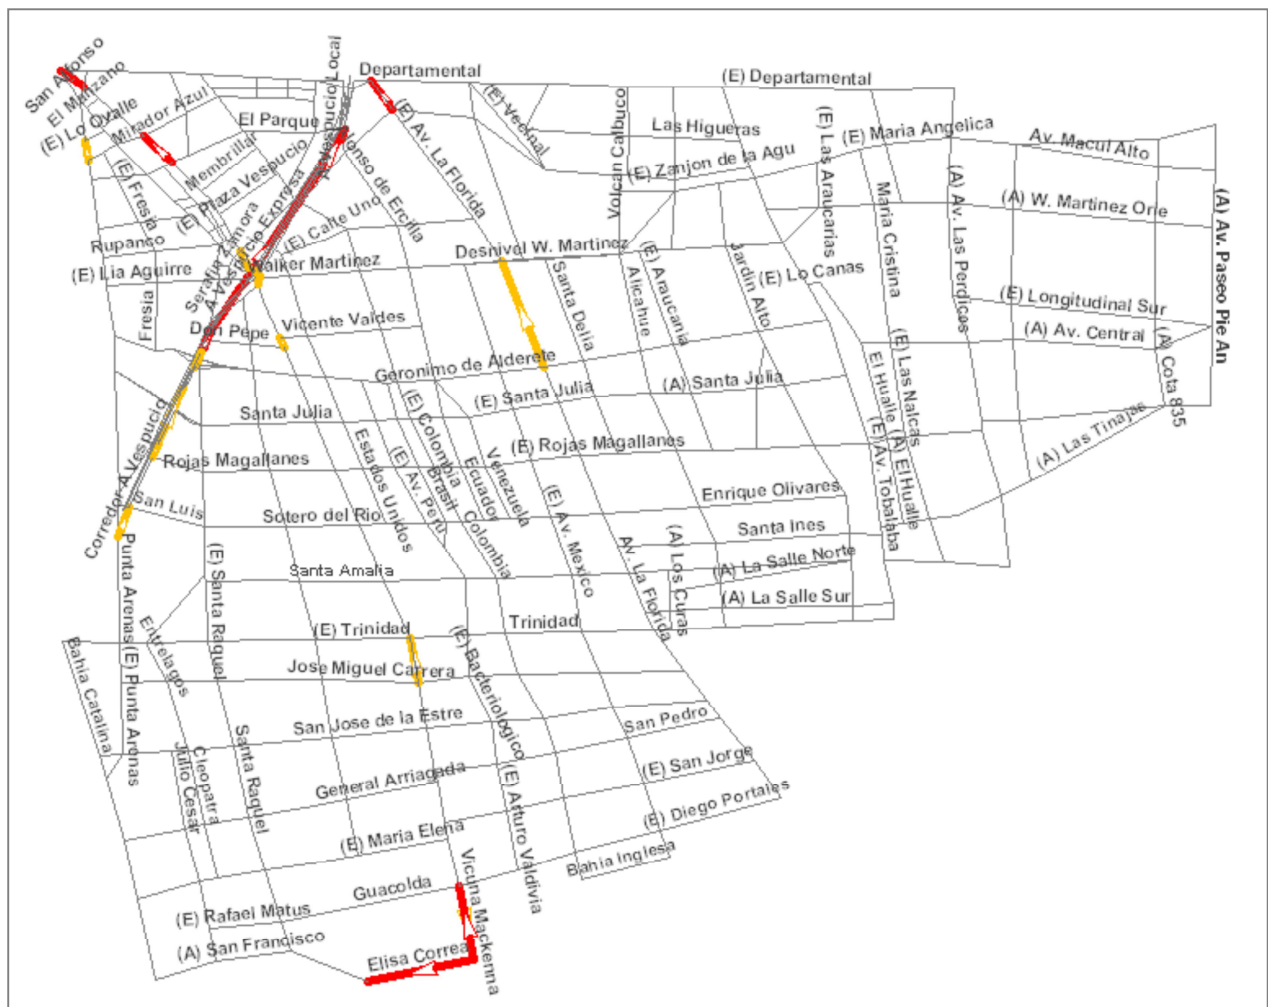 San Alfonso
El Manzano
(E) Lo Ovalle
Mirador Azul
Membrillar
El Parque
A Vespucio Local
Departamental
(E) Departamental
(E) Av. La Florida
(E) Vecinal
Volcan Calbuco
Las Higueras
(E) Zanjon de la Agu
(E) Las Araucarias
(E) Maria Angelica
Av. Macul Alto
(A) W. Martinez Orie
(A) Av. Las Perdices
(A) Av. Paseo Pie An
Maria Cristina
(E) Fresia
(E) Plaza Vespucio
Alonso de Ercilla
(E) Calle Uno
Rupanco
(E) Lia Aguirre
Serafin Zamora
A Vespucio Expresa
Walker Martinez
Desnivel W. Martinez
Fresia
Don Pepe
Vicente Valdes
Santa Delia
Alicahue
(E) Araucania
Jardin Alto
(E) Lo Canas
(E) Longitudinal Sur
(A) Av. Central
(A) Cota 835
Geronimo de Alderete
Santa Julia
(E) Santa Julia
(A) Santa Julia
El Hualle
(E) Las Nalcas
(A) Las Tinajas
Corredor A Vespucio
Rojas Magallanes
(E) Rojas Magallanes
Estados Unidos
(E) Av. Peru
(E) Colombia
Brasil
Ecuador
Venezuela
Colombia
(E) Av. Tobalaba
(A) El Hualle
San Luis
Sotero del Rio
(E) Av. Mexico
Enrique Olivares
Santa Ines
(A) La Salle Norte
(A) La Salle Sur
(A) Los Curas
Av. La Florida
Punta Arenas
(E) Santa Raquel
Santa Amalia
(E) Trinidad
Trinidad
Entrelagos
Bahia Catalina
(E) Punta Arenas
Jose Miguel Carrera
(E) Bacteriologico
San Jose de la Estre
San Pedro
Santa Raquel
Cleopatra
Julio Cesar
General Arriagada
(E) San Jorge
(E) Arturo Valdivia
(E) Diego Portales
(E) Maria Elena
Bahia Inglesa
Vicuna Mackenna
Guacolda
(E) Rafael Matus
(A) San Francisco
Elisa Correa